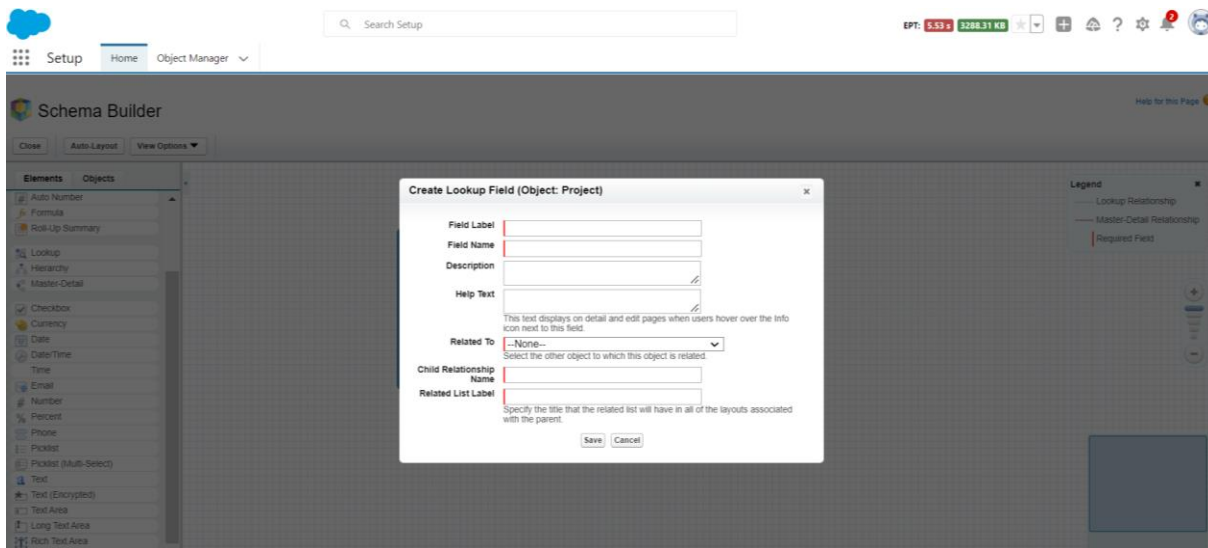 Search Setup
EPT: 5.53 s 3288.31 KB
2
Setup Home Object Manager
Schema Builder
Help for this Page
Close Auto-Layout View Options
Elements Objects
Auto Number
Formula
Roll-Up Summary
Lookup
Hierarchy
Master-Detail
Checkbox
Currency
Date
Date/Time
Time
Email
Number
Percent
Phone
Picklist
Picklist (Multi-Select)
Text
Text (Encrypted)
Text Area
Long Text Area
Rich Text Area
Create Lookup Field (Object: Project)
Field Label
Field Name
Description
Help Text
This text displays on detail and edit pages when users hover over the Info
icon next to this field.
Related To --None--
Select the other object to which this object is related.
Child Relationship
Name
Related List Label
Specify the title that the related list will have in all of the layouts associated
with the parent.
Save Cancel
Legend
Lookup Relationship
Master-Detail Relationship
Required Field